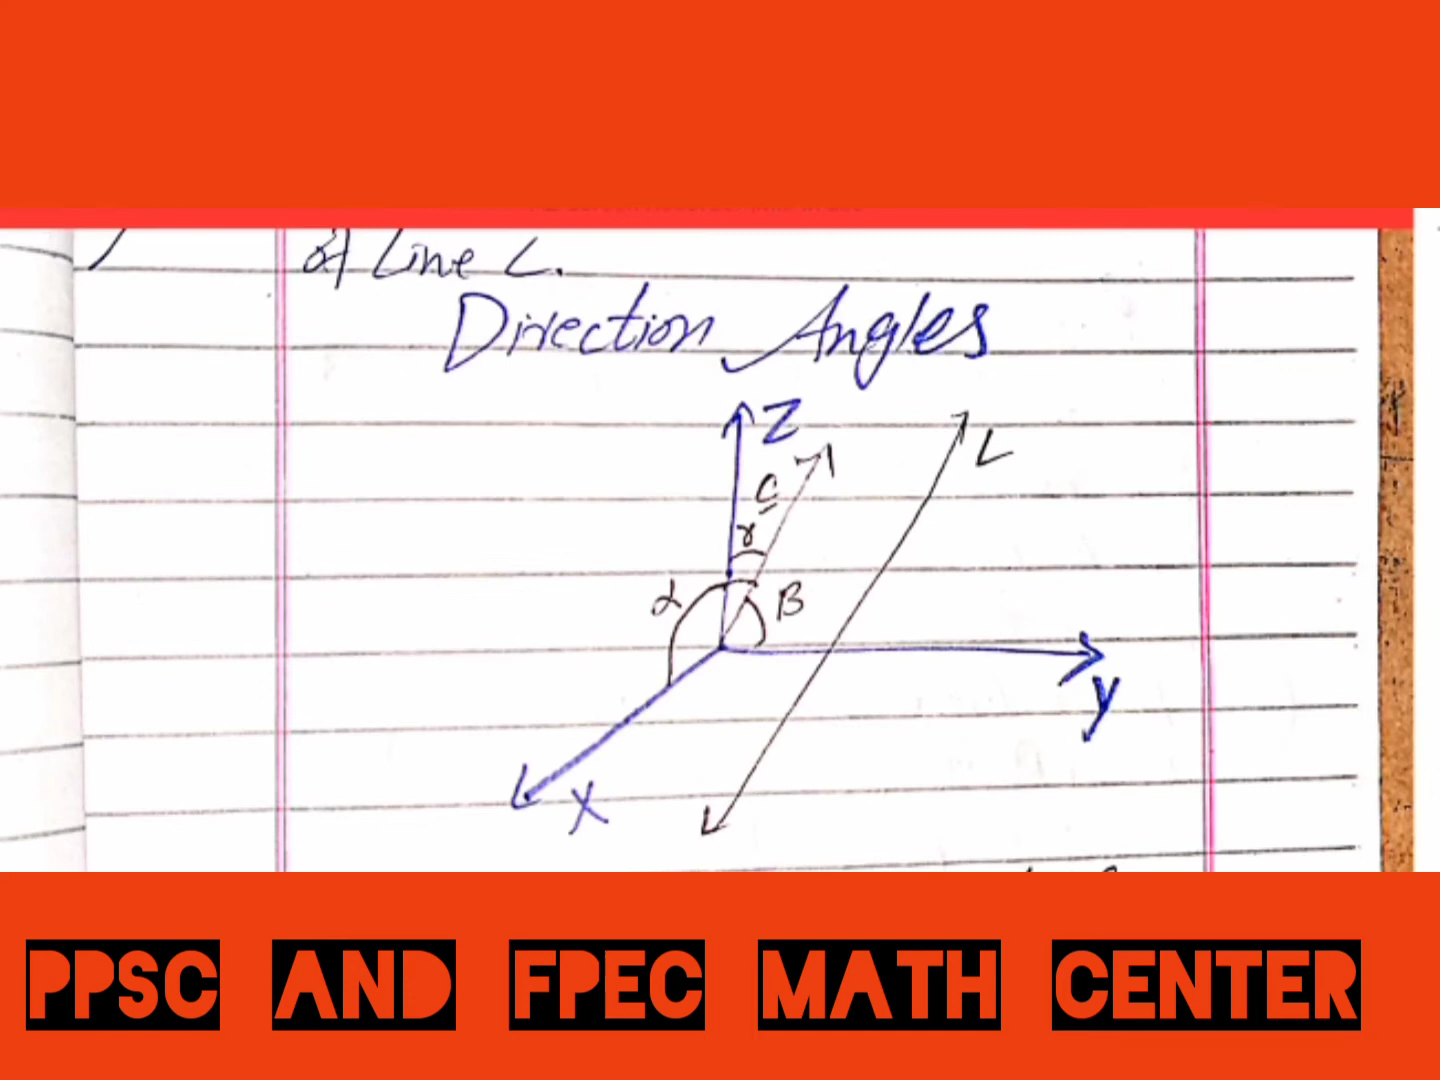 of Line L.
Direction Angles
Z
L
c
γ
α
β
y
X
PPSC AND FPEC MATH CENTER